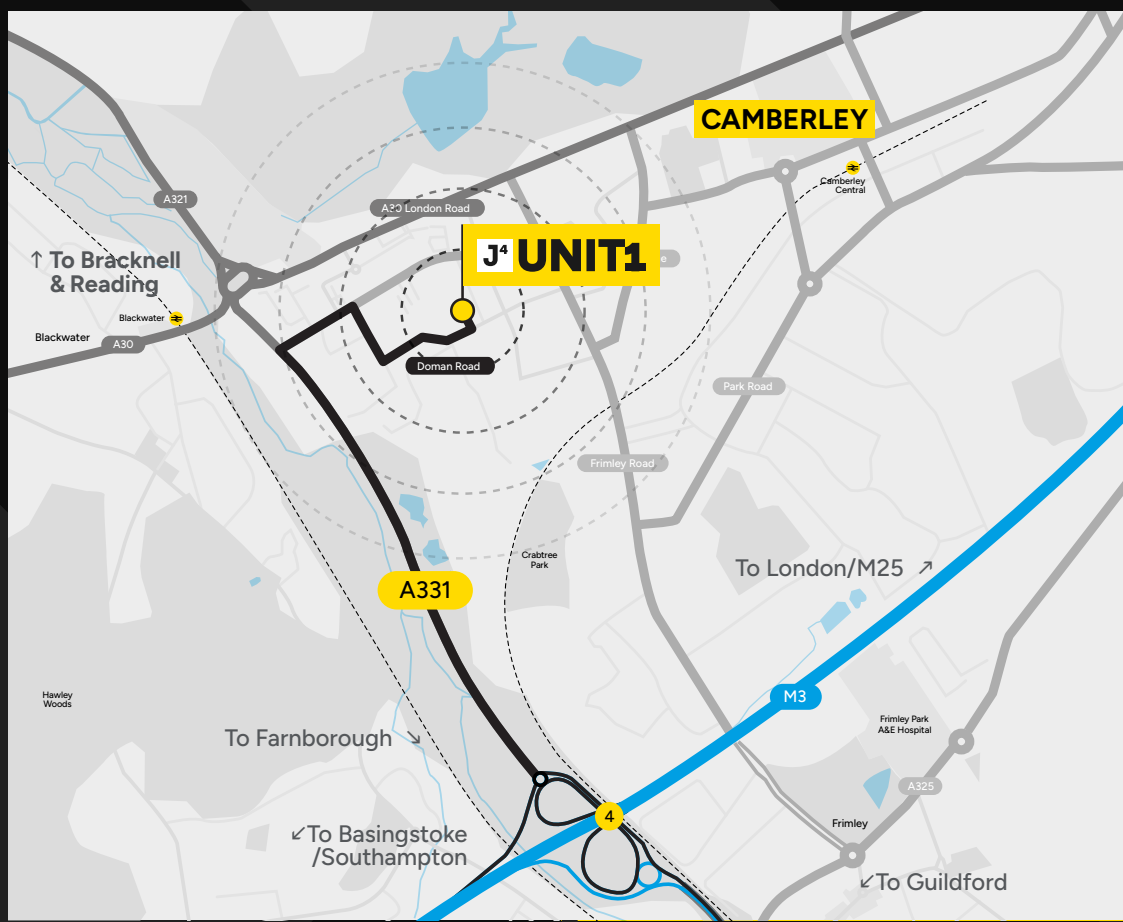 CAMBERLEY
Camberley
Central
A321
A30 London Road
↑ To Bracknell
& Reading
J4 UNIT1
Blackwater
Blackwater
A30
Doman Road
Park Road
Frimley Road
Crabtree
Park
To London/M25 ↗
A331
Hawley
Woods
M3
To Farnborough ↘
Frimley Park
A&E Hospital
A325
4
Frimley
↙To Basingstoke
/Southampton
↙To Guildford